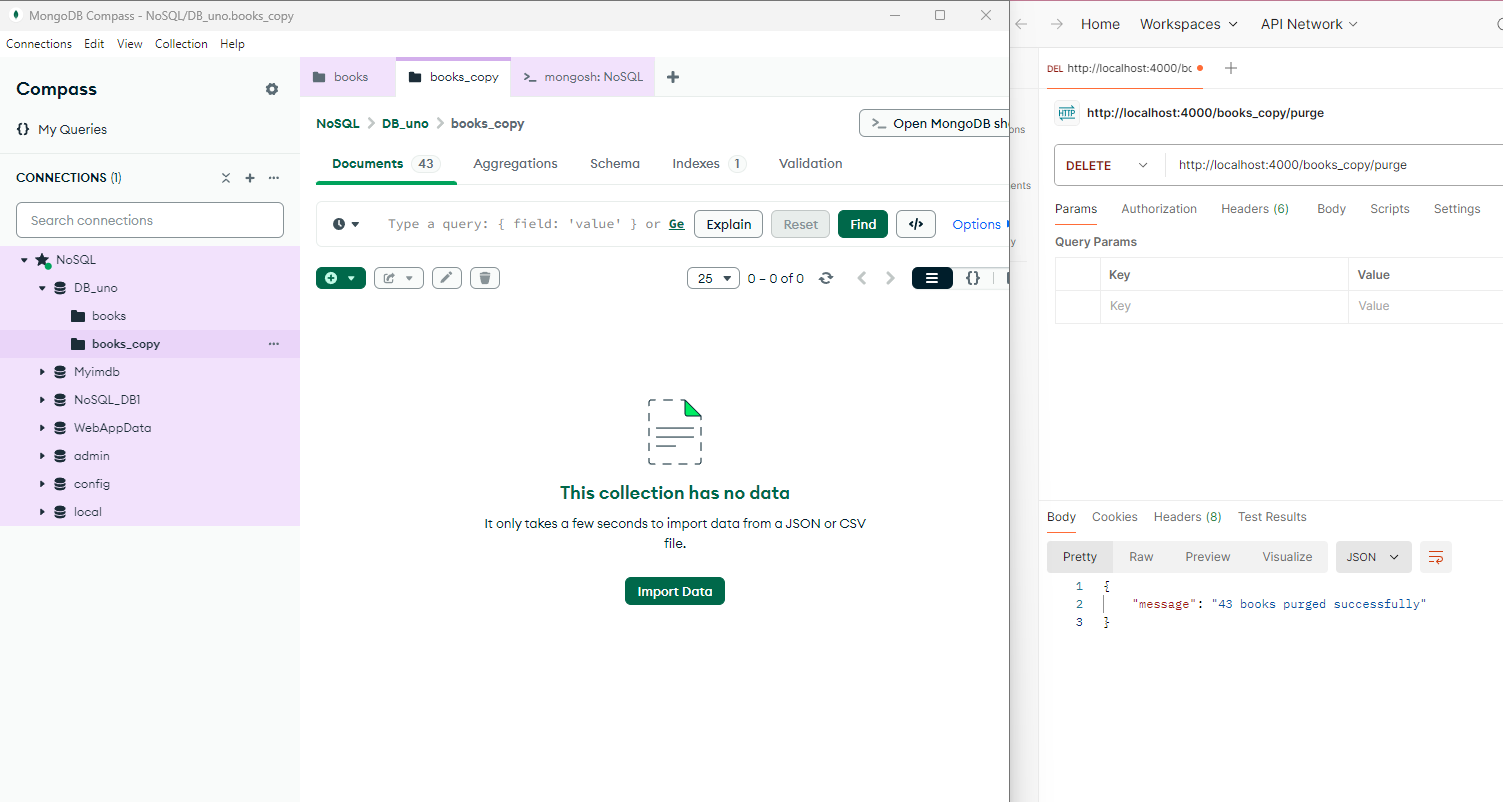 MongoDB Compass - NoSQL/DB_uno.books_copy
Connections Edit View Collection Help
Compass
{} My Queries
CONNECTIONS (1)
Search connections
NoSQL
DB_uno
books
books_copy
Myimdb
NoSQL_DB1
WebAppData
admin
config
local
books
books_copy
>_ mongosh: NoSQL
NoSQL > DB_uno > books_copy
>_ Open MongoDB she
Documents 43 Aggregations Schema Indexes 1 Validation
Type a query: { field: 'value' } or Ge
Explain Reset Find </> Options
25 0 – 0 of 0 {}
This collection has no data
It only takes a few seconds to import data from a JSON or CSV
file.
Import Data
Home Workspaces API Network
DEL http://localhost:4000/bc
HTTP http://localhost:4000/books_copy/purge
DELETE http://localhost:4000/books_copy/purge
Params Authorization Headers (6) Body Scripts Settings
Query Params
Key Value
Key Value
Body Cookies Headers (8) Test Results
Pretty Raw Preview Visualize JSON
1 {
2 "message": "43 books purged successfully"
3 }